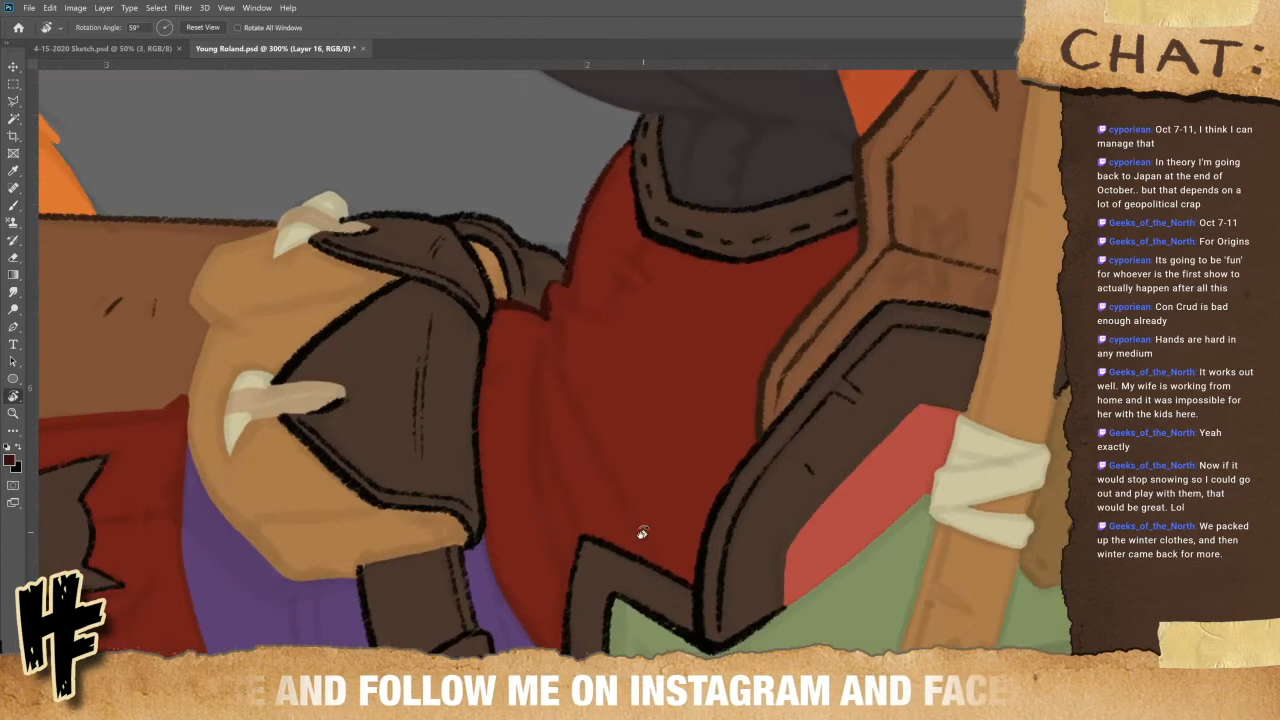 File Edit Image Layer Type Select Filter 3D View Window Help
Rotation Angle: 59° Reset View Rotate All Windows
4-15-2020 Sketch.psd @ 50% (3, RGB/8) × Young Roland.psd @ 300% (Layer 16, RGB/8) * ×
3 2
6
CHAT:
cyporiean: Oct 7-11, I think I can
manage that
cyporiean: In theory I'm going
back to Japan at the end of
October.. but that depends on a
lot of geopolitical crap
Geeks_of_the_North: Oct 7-11
Geeks_of_the_North: For Origins
cyporiean: Its going to be 'fun'
for whoever is the first show to
actually happen after all this
cyporiean: Con Crud is bad
enough already
cyporiean: Hands are hard in
any medium
Geeks_of_the_North: It works out
well. My wife is working from
home and it was impossible for
her with the kids here.
Geeks_of_the_North: Yeah
exactly
Geeks_of_the_North: Now if it
would stop snowing so I could go
out and play with them, that
would be great. Lol
Geeks_of_the_North: We packed
up the winter clothes, and then
winter came back for more.
HF
E AND FOLLOW ME ON INSTAGRAM AND FACE